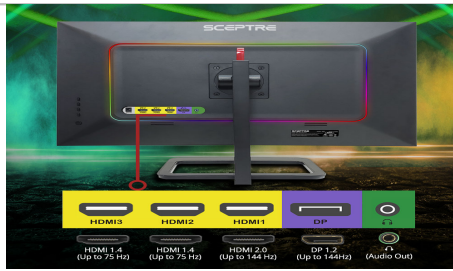 SCEPTRE
HDMI3 HDMI2 HDMI1 DP
HDMI 1.4 HDMI 1.4 HDMI 2.0 DP 1.2
(Up to 75 Hz) (Up to 75 Hz) (Up to 144 Hz) (Up to 144Hz) (Audio Out)